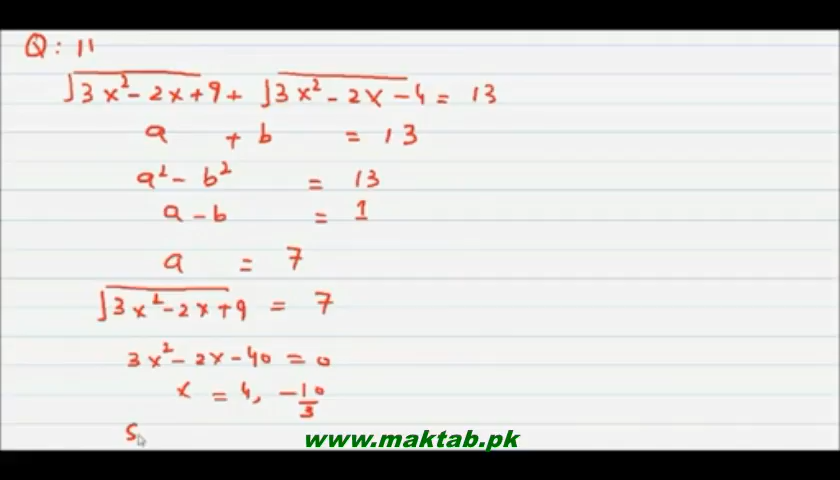 Q: 11
√3x² - 2x + 9 + √3x² - 2x - 4 = 13
a + b = 13
a² - b² = 13
a - b = 1
a = 7
√3x² - 2x + 9 = 7
3x² - 2x - 40 = 0
x = 4, -10/3
S
www.maktab.pk